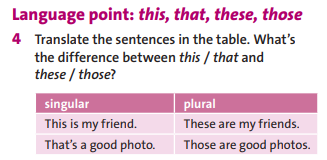 Language point: this, that, these, those
4 Translate the sentences in the table. What's
the difference between this / that and
these / those?
singular plural
This is my friend. These are my friends.
That's a good photo. Those are good photos.